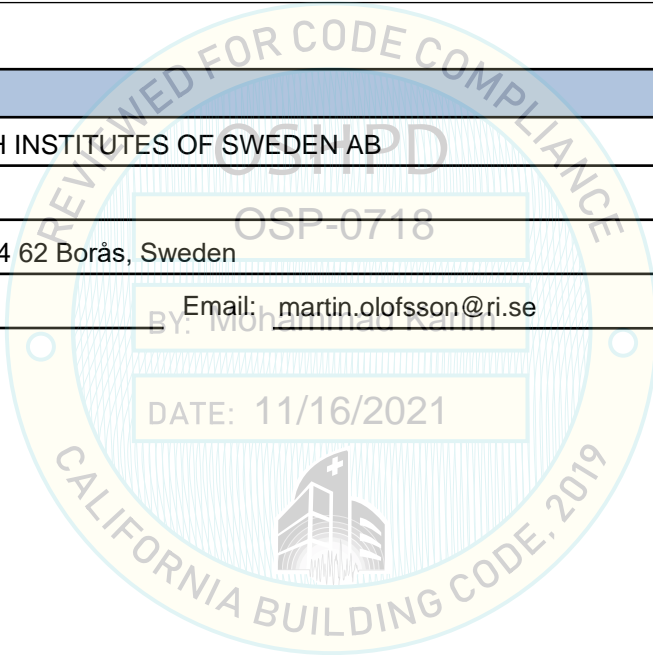 REVIEWED FOR CODE COMPLIANCE
H INSTITUTES OF SWEDEN AB
OSHPD
OSP-0718
4 62 Borås, Sweden
Email: martin.olofsson@ri.se
BY: Mohammad Karim
DATE: 11/16/2021
CALIFORNIA BUILDING CODE, 2019